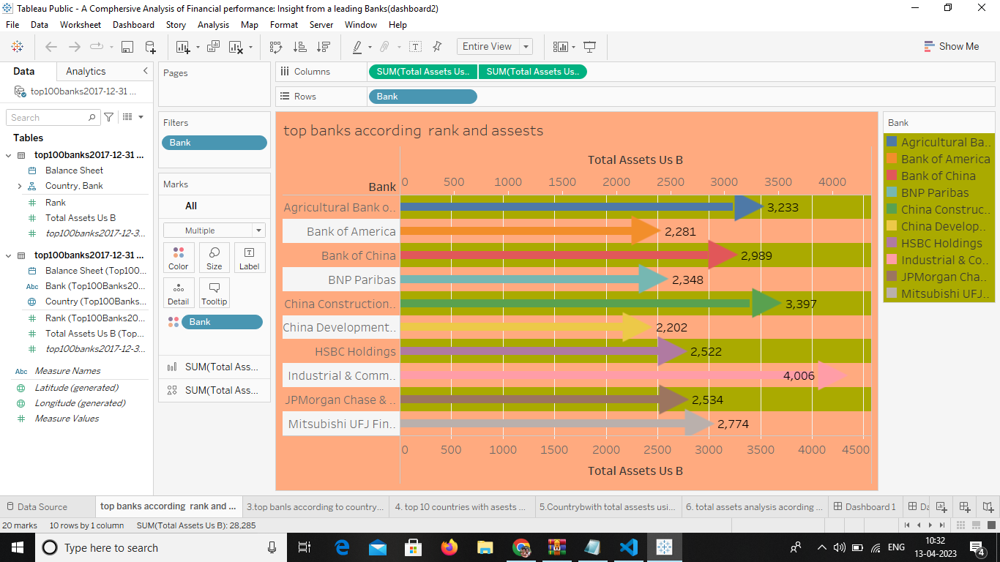 Tableau Public - A Comphersive Analysis of Financial performance: Insight from a leading Banks(dashboard2)
File Data Worksheet Dashboard Story Analysis Map Format Server Window Help
Entire View
Show Me
Data Analytics
top100banks2017-12-31 ...
Search
Tables
top100banks2017-12-31 ...
Balance Sheet
Country, Bank
Rank
Total Assets Us B
top100banks2017-12-3...
top100banks2017-12-31 ...
Balance Sheet (Top100...
Abc Bank (Top100Banks20...
Country (Top100Banks...
Rank (Top100Banks20...
Total Assets Us B (Top...
top100banks2017-12-3...
Abc Measure Names
Latitude (generated)
Longitude (generated)
Measure Values
Pages
Filters
Bank
Marks
All
Multiple
Color Size Label
Detail Tooltip
Bank
SUM(Total Ass...
SUM(Total Ass...
Columns SUM(Total Assets Us.. SUM(Total Assets Us..
Rows Bank
top banks according  rank and assests
Total Assets Us B
0 500 1000 1500 2000 2500 3000 3500 4000
Bank
Agricultural Bank o.. 3,233
Bank of America 2,281
Bank of China 2,989
BNP Paribas 2,348
China Construction.. 3,397
China Development.. 2,202
HSBC Holdings 2,522
Industrial & Comm.. 4,006
JPMorgan Chase & .. 2,534
Mitsubishi UFJ Fin.. 2,774
0 500 1000 1500 2000 2500 3000 3500 4000 4500
Total Assets Us B
Bank
Agricultural Ba..
Bank of America
Bank of China
BNP Paribas
China Construc..
China Develop..
HSBC Holdings
Industrial & Co..
JPMorgan Cha..
Mitsubishi UFJ..
Data Source top banks according  rank and ... 3.top banls according to country... 4. top 10 countries with asests ... 5.Countrybwith total assests usi... 6. total assets analysis acording ... Dashboard 1 Da
20 marks 10 rows by 1 column SUM(Total Assets Us B): 28,285
Type here to search
ENG
10:32
13-04-2023
4